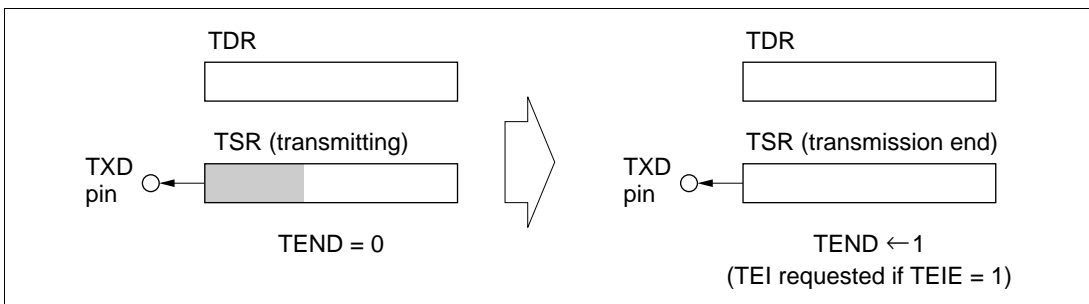 TDR
TSR (transmitting)
TXD
pin
TEND = 0
TDR
TSR (transmission end)
TXD
pin
TEND ←1
(TEI requested if TEIE = 1)